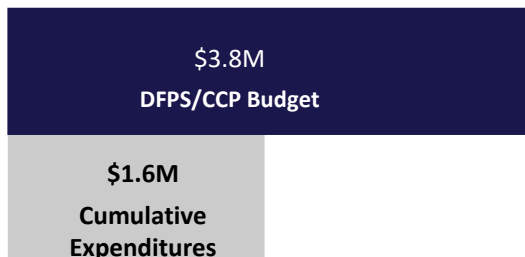 $3.8M
DFPS/CCP Budget
$1.6M
Cumulative
Expenditures